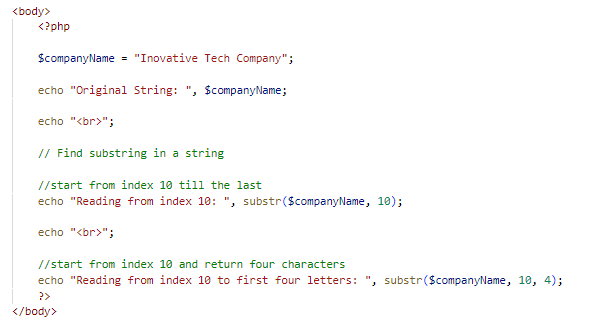 <body>
<?php
$companyName = "Inovative Tech Company";
echo "Original String: ", $companyName;
echo "<br>";
// Find substring in a string
//start from index 10 till the last
echo "Reading from index 10: ", substr($companyName, 10);
echo "<br>";
//start from index 10 and return four characters
echo "Reading from index 10 to first four letters: ", substr($companyName, 10, 4);
?>
</body>